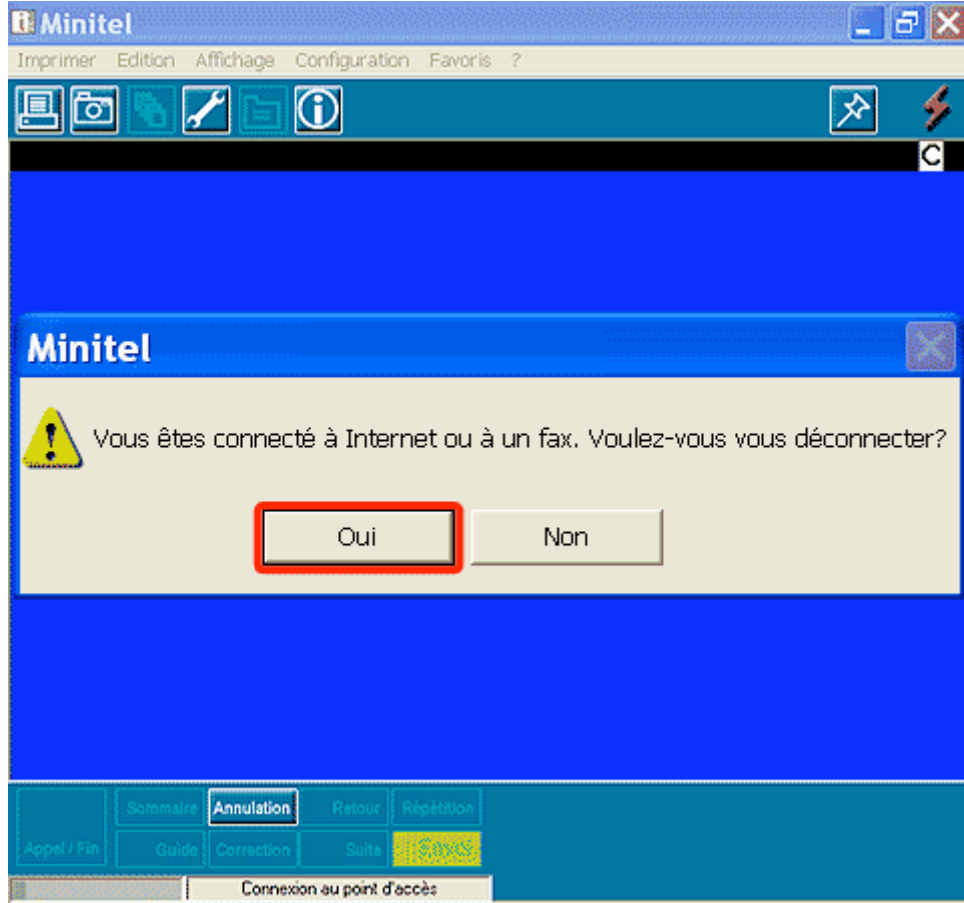 Minitel
Imprimer Edition Affichage Configuration Favoris ?
C
Minitel
Vous êtes connecté à Internet ou à un fax. Voulez-vous vous déconnecter?
Oui Non
Sommaire Annulation Retour Répétition
Appel / Fin Guide Correction Suite Envoi
Connexion au point d'accès